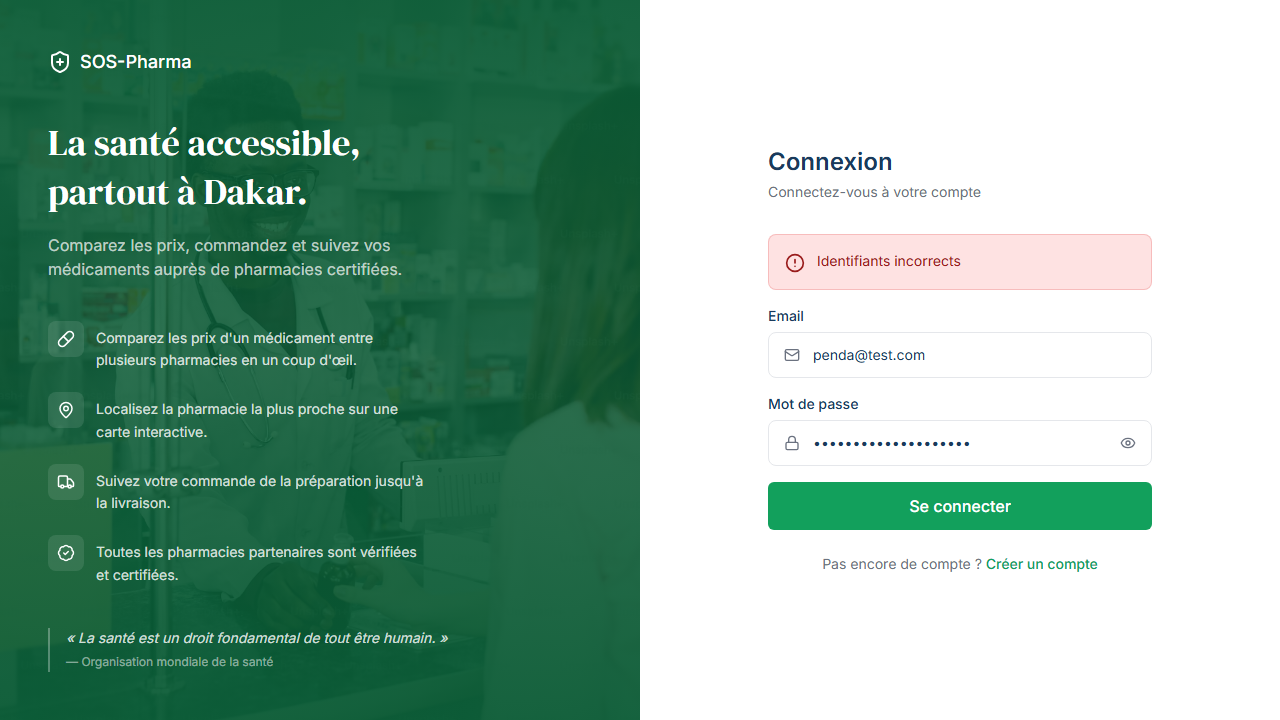 SOS-Pharma
La santé accessible,
partout à Dakar.
Comparez les prix, commandez et suivez vos
médicaments auprès de pharmacies certifiées.
Comparez les prix d'un médicament entre
plusieurs pharmacies en un coup d'œil.
Localisez la pharmacie la plus proche sur une
carte interactive.
Suivez votre commande de la préparation jusqu'à
la livraison.
Toutes les pharmacies partenaires sont vérifiées
et certifiées.
« La santé est un droit fondamental de tout être humain. »
— Organisation mondiale de la santé
Connexion
Connectez-vous à votre compte
Identifiants incorrects
Email
penda@test.com
Mot de passe
••••••••••••••••••••
Se connecter
Pas encore de compte ? Créer un compte